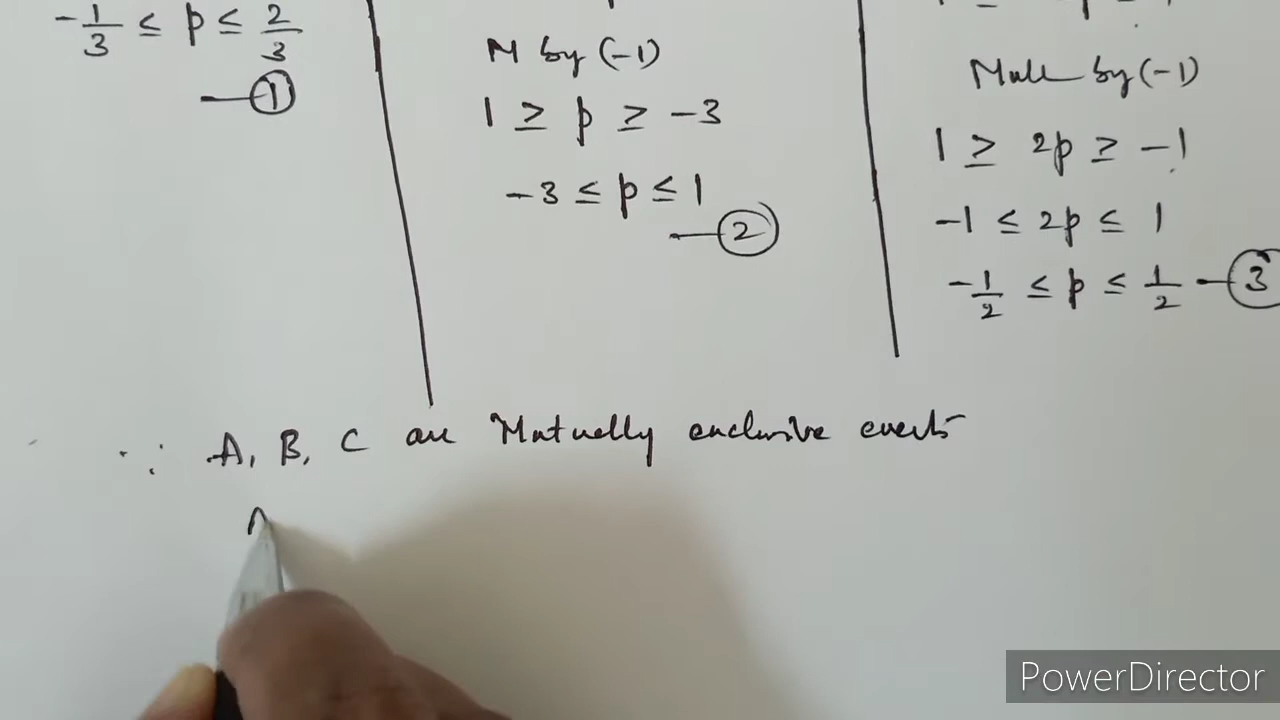 -1/3 ≤ p ≤ 2/3
— ①
M by (-1)
1 ≥ p ≥ -3
-3 ≤ p ≤ 1
— ②
Mull by (-1)
1 ≥ 2p ≥ -1
-1 ≤ 2p ≤ 1
-1/2 ≤ p ≤ 1/2 — ③
∵ A, B, C are Mutually exclusive events
PowerDirector